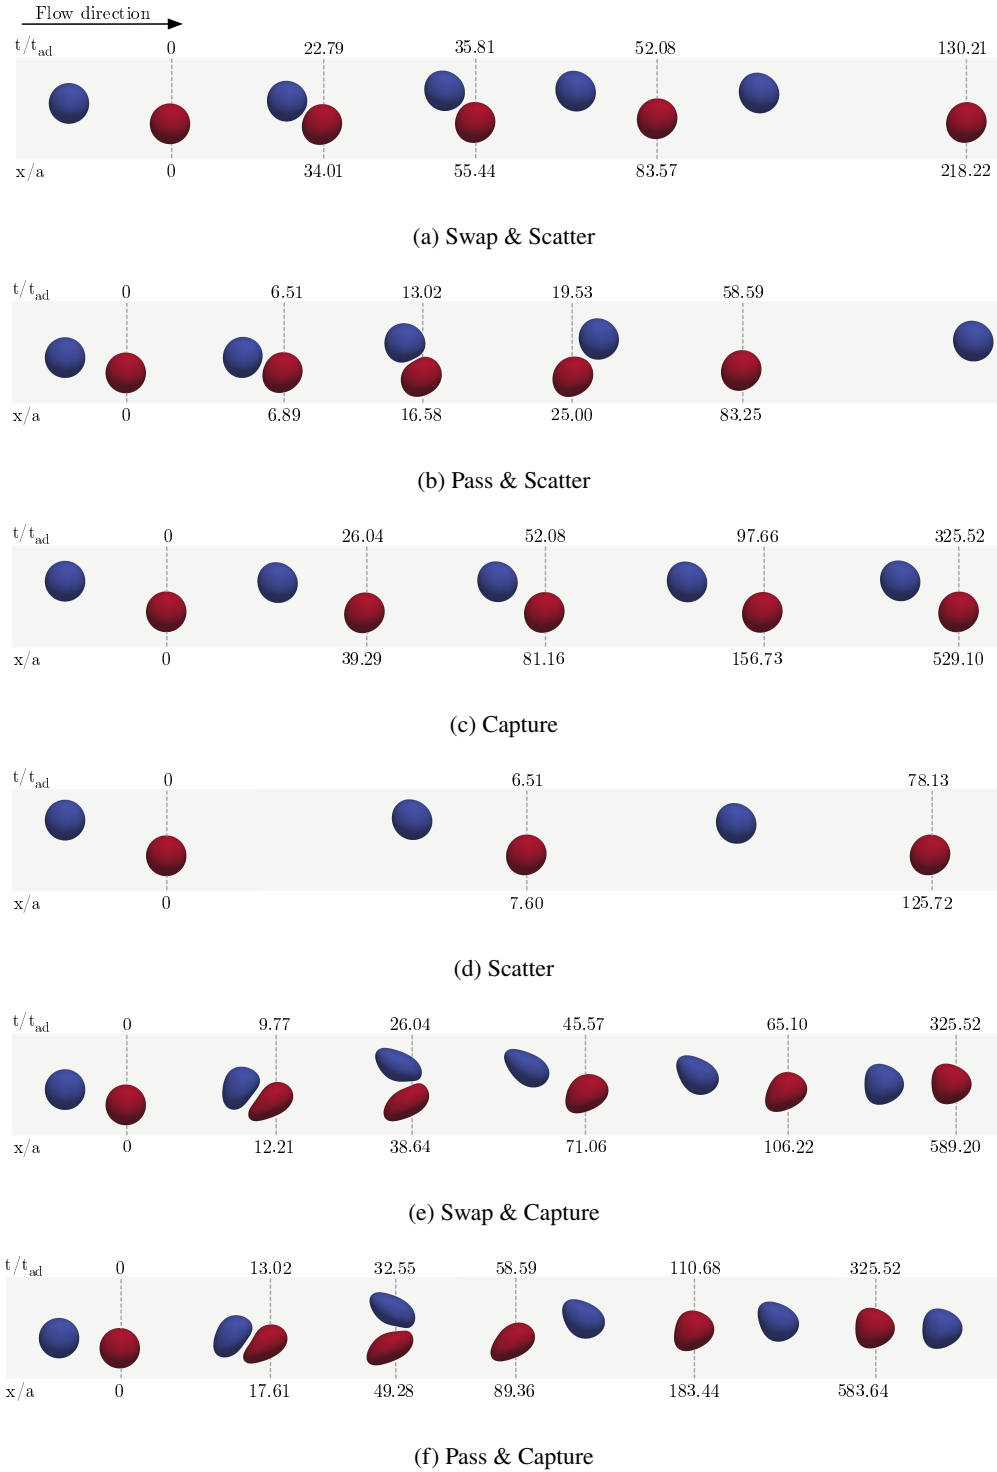 Flow direction
t/t_ad 0 22.79 35.81 52.08 130.21
x/a 0 34.01 55.44 83.57 218.22
(a) Swap & Scatter
t/t_ad 0 6.51 13.02 19.53 58.59
x/a 0 6.89 16.58 25.00 83.25
(b) Pass & Scatter
t/t_ad 0 26.04 52.08 97.66 325.52
x/a 0 39.29 81.16 156.73 529.10
(c) Capture
t/t_ad 0 6.51 78.13
x/a 0 7.60 125.72
(d) Scatter
t/t_ad 0 9.77 26.04 45.57 65.10 325.52
x/a 0 12.21 38.64 71.06 106.22 589.20
(e) Swap & Capture
t/t_ad 0 13.02 32.55 58.59 110.68 325.52
x/a 0 17.61 49.28 89.36 183.44 583.64
(f) Pass & Capture